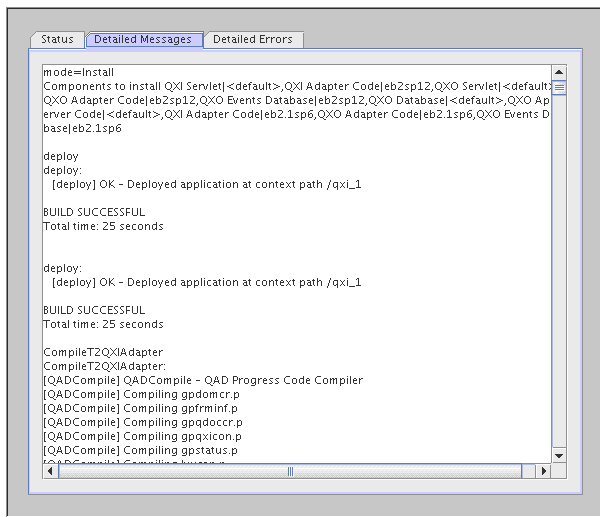 Status
Detailed Messages
Detailed Errors
mode=Install
Components to install QXI Servlet|<default>,QXI Adapter Code|eb2sp12,QXO Servlet|<default>
QXO Adapter Code|eb2sp12,QXO Events Database|eb2sp12,QXO Database|<default>,QXO Ap
erver Code|<default>,QXI Adapter Code|eb2.1sp6,QXO Adapter Code|eb2.1sp6,QXO Events D
base|eb2.1sp6
deploy
deploy:
[deploy] OK – Deployed application at context path /qxi_1
BUILD SUCCESSFUL
Total time: 25 seconds
deploy:
[deploy] OK – Deployed application at context path /qxi_1
BUILD SUCCESSFUL
Total time: 25 seconds
CompileT2QXIAdapter
CompileT2QXIAdapter:
[QADCompile] QADCompile – QAD Progress Code Compiler
[QADCompile] Compiling gpdomcr.p
[QADCompile] Compiling gpfrminf.p
[QADCompile] Compiling gpqdoccr.p
[QADCompile] Compiling gpqxicon.p
[QADCompile] Compiling gpstatus.p
[QADCompile] Compiling